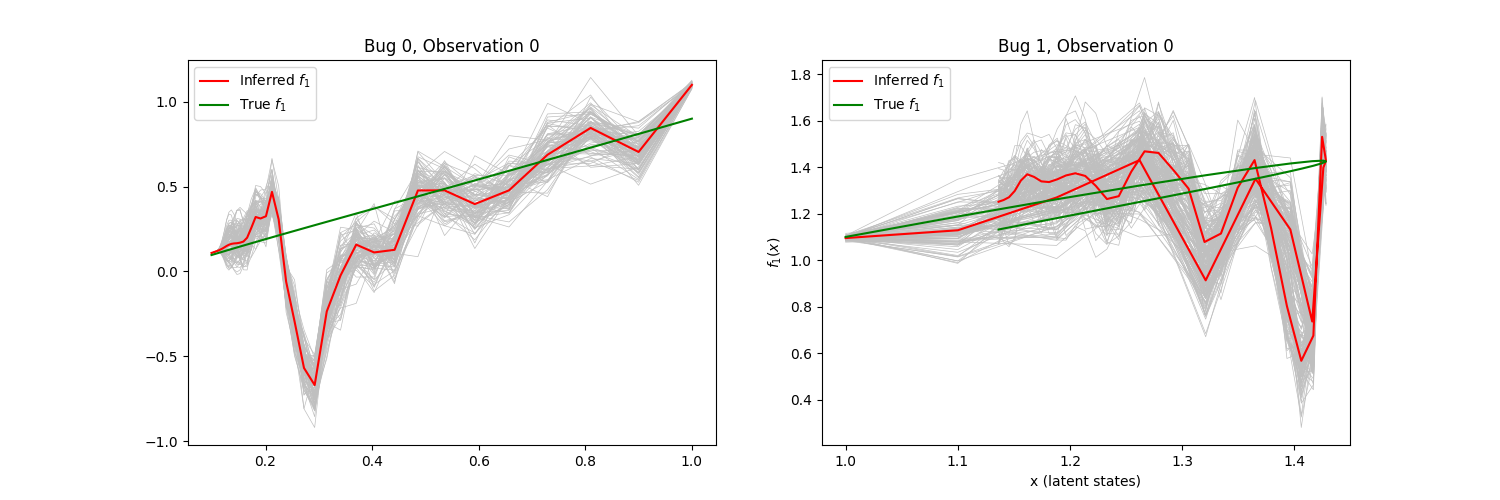 Bug 0, Observation 0
Inferred f₁
True f₁
1.0
0.5
0.0
−0.5
−1.0
0.2 0.4 0.6 0.8 1.0
Bug 1, Observation 0
Inferred f₁
True f₁
1.8
1.6
1.4
1.2
1.0
0.8
0.6
0.4
f₁(x)
1.0 1.1 1.2 1.3 1.4
x (latent states)